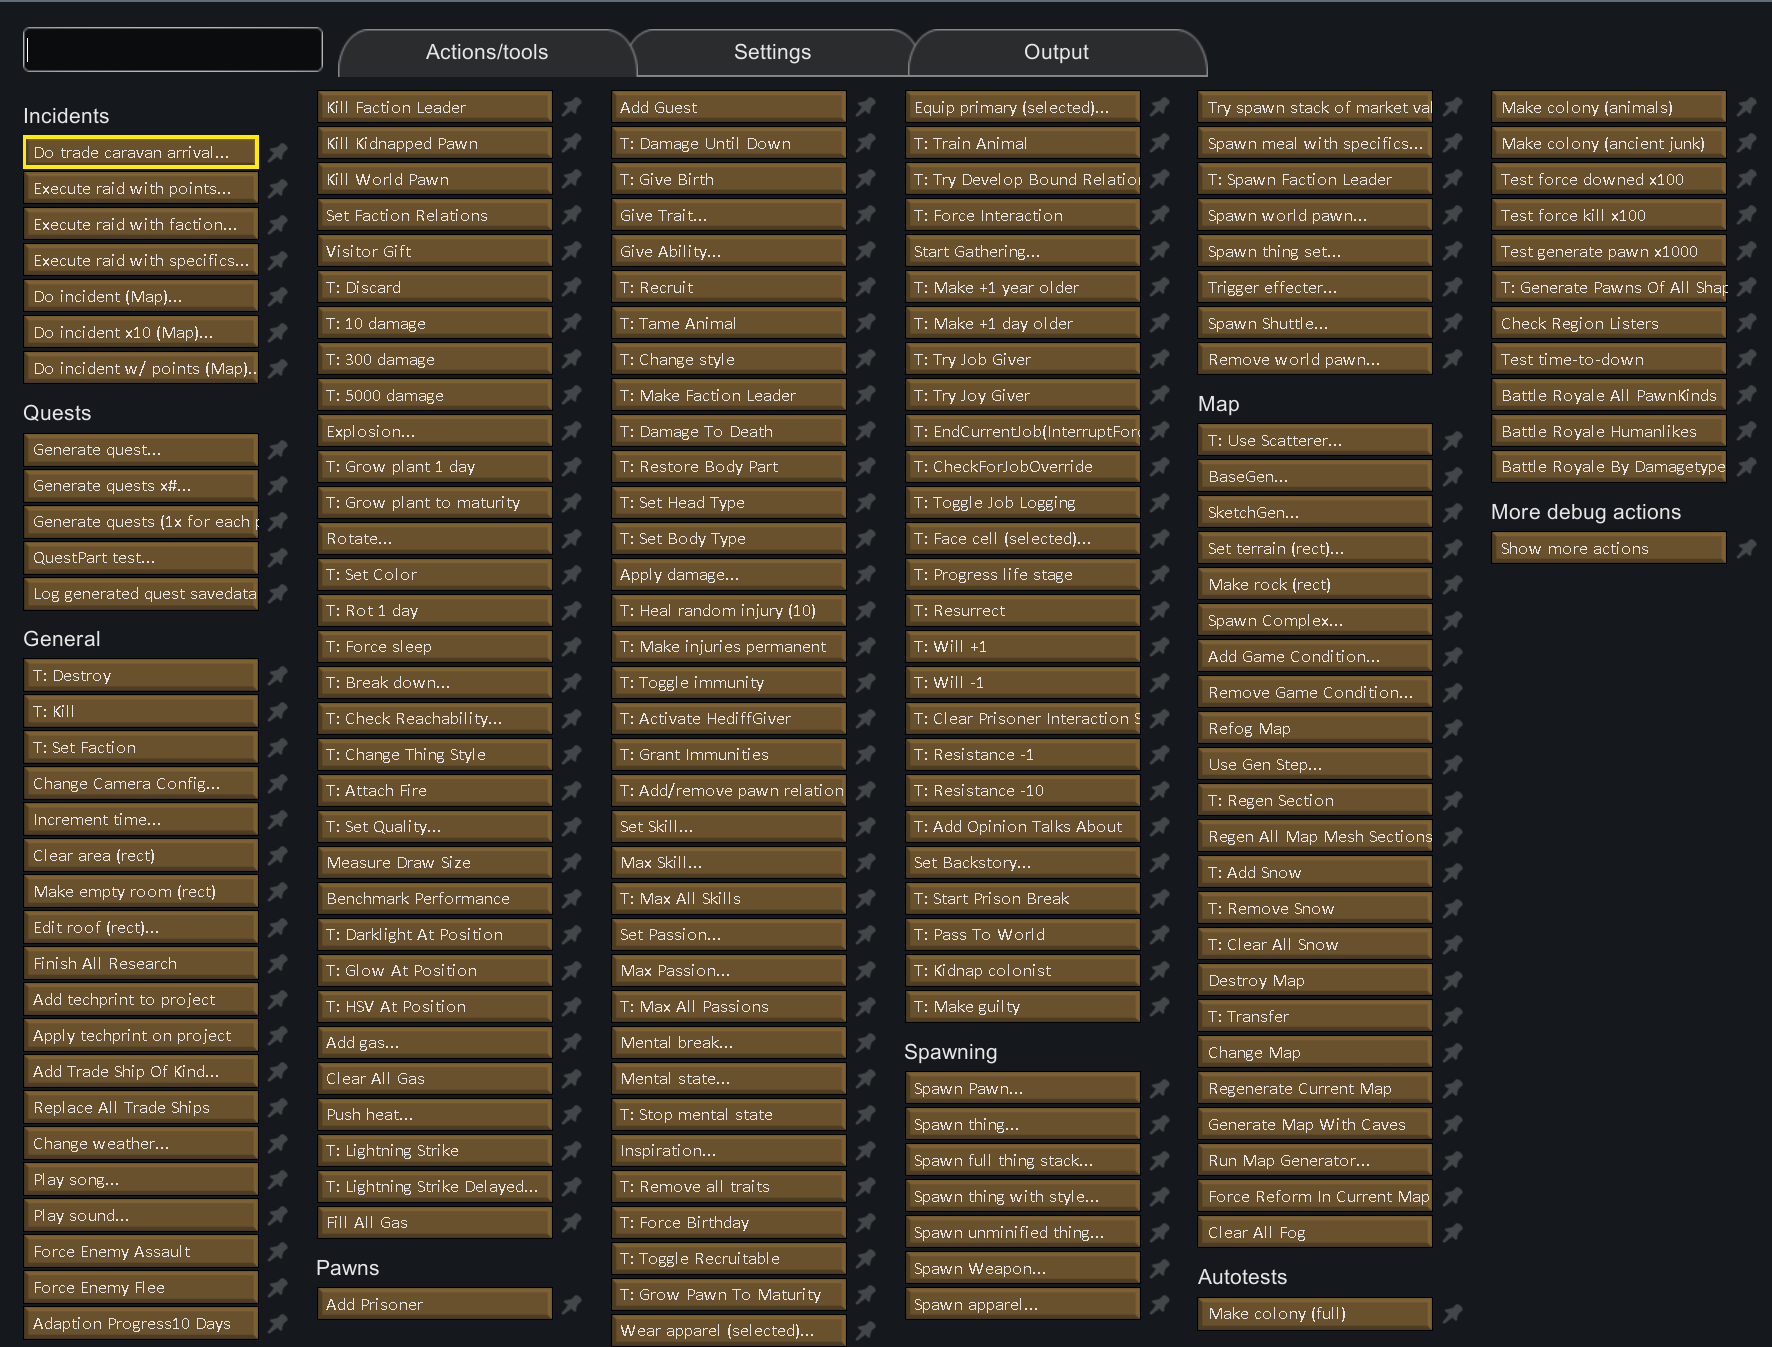 Actions/tools
Settings
Output
Incidents
Do trade caravan arrival...
Execute raid with points...
Execute raid with faction...
Execute raid with specifics...
Do incident (Map)...
Do incident x10 (Map)...
Do incident w/ points (Map)..
Quests
Generate quest...
Generate quests x#...
Generate quests (1x for each p
QuestPart test...
Log generated quest savedata
General
T: Destroy
T: Kill
T: Set Faction
Change Camera Config...
Increment time...
Clear area (rect)
Make empty room (rect)
Edit roof (rect)...
Finish All Research
Add techprint to project
Apply techprint on project
Add Trade Ship Of Kind...
Replace All Trade Ships
Change weather...
Play song...
Play sound...
Force Enemy Assault
Force Enemy Flee
Adaption Progress10 Days
Kill Faction Leader
Kill Kidnapped Pawn
Kill World Pawn
Set Faction Relations
Visitor Gift
T: Discard
T: 10 damage
T: 300 damage
T: 5000 damage
Explosion...
T: Grow plant 1 day
T: Grow plant to maturity
Rotate...
T: Set Color
T: Rot 1 day
T: Force sleep
T: Break down...
T: Check Reachability...
T: Change Thing Style
T: Attach Fire
T: Set Quality...
Measure Draw Size
Benchmark Performance
T: Darklight At Position
T: Glow At Position
T: HSV At Position
Add gas...
Clear All Gas
Push heat...
T: Lightning Strike
T: Lightning Strike Delayed...
Fill All Gas
Pawns
Add Prisoner
Add Guest
T: Damage Until Down
T: Give Birth
Give Trait...
Give Ability...
T: Recruit
T: Tame Animal
T: Change style
T: Make Faction Leader
T: Damage To Death
T: Restore Body Part
T: Set Head Type
T: Set Body Type
Apply damage...
T: Heal random injury (10)
T: Make injuries permanent
T: Toggle immunity
T: Activate HediffGiver
T: Grant Immunities
T: Add/remove pawn relation
Set Skill...
Max Skill...
T: Max All Skills
Set Passion...
Max Passion...
T: Max All Passions
Mental break...
Mental state...
T: Stop mental state
Inspiration...
T: Remove all traits
T: Force Birthday
T: Toggle Recruitable
T: Grow Pawn To Maturity
Wear apparel (selected)...
Equip primary (selected)...
T: Train Animal
T: Try Develop Bound Relation
T: Force Interaction
Start Gathering...
T: Make +1 year older
T: Make +1 day older
T: Try Job Giver
T: Try Joy Giver
T: EndCurrentJob(InterruptForc
T: CheckForJobOverride
T: Toggle Job Logging
T: Face cell (selected)...
T: Progress life stage
T: Resurrect
T: Will +1
T: Will -1
T: Clear Prisoner Interaction S
T: Resistance -1
T: Resistance -10
T: Add Opinion Talks About
Set Backstory...
T: Start Prison Break
T: Pass To World
T: Kidnap colonist
T: Make guilty
Spawning
Spawn Pawn...
Spawn thing...
Spawn full thing stack...
Spawn thing with style...
Spawn unminified thing...
Spawn Weapon...
Spawn apparel...
Try spawn stack of market val
Spawn meal with specifics...
T: Spawn Faction Leader
Spawn world pawn...
Spawn thing set...
Trigger effecter...
Spawn Shuttle...
Remove world pawn...
Map
T: Use Scatterer...
BaseGen...
SketchGen...
Set terrain (rect)...
Make rock (rect)
Spawn Complex...
Add Game Condition...
Remove Game Condition...
Refog Map
Use Gen Step...
T: Regen Section
Regen All Map Mesh Sections
T: Add Snow
T: Remove Snow
T: Clear All Snow
Destroy Map
T: Transfer
Change Map
Regenerate Current Map
Generate Map With Caves
Run Map Generator...
Force Reform In Current Map
Clear All Fog
Autotests
Make colony (full)
Make colony (animals)
Make colony (ancient junk)
Test force downed x100
Test force kill x100
Test generate pawn x1000
T: Generate Pawns Of All Shap
Check Region Listers
Test time-to-down
Battle Royale All PawnKinds
Battle Royale Humanlikes
Battle Royale By Damagetype
More debug actions
Show more actions